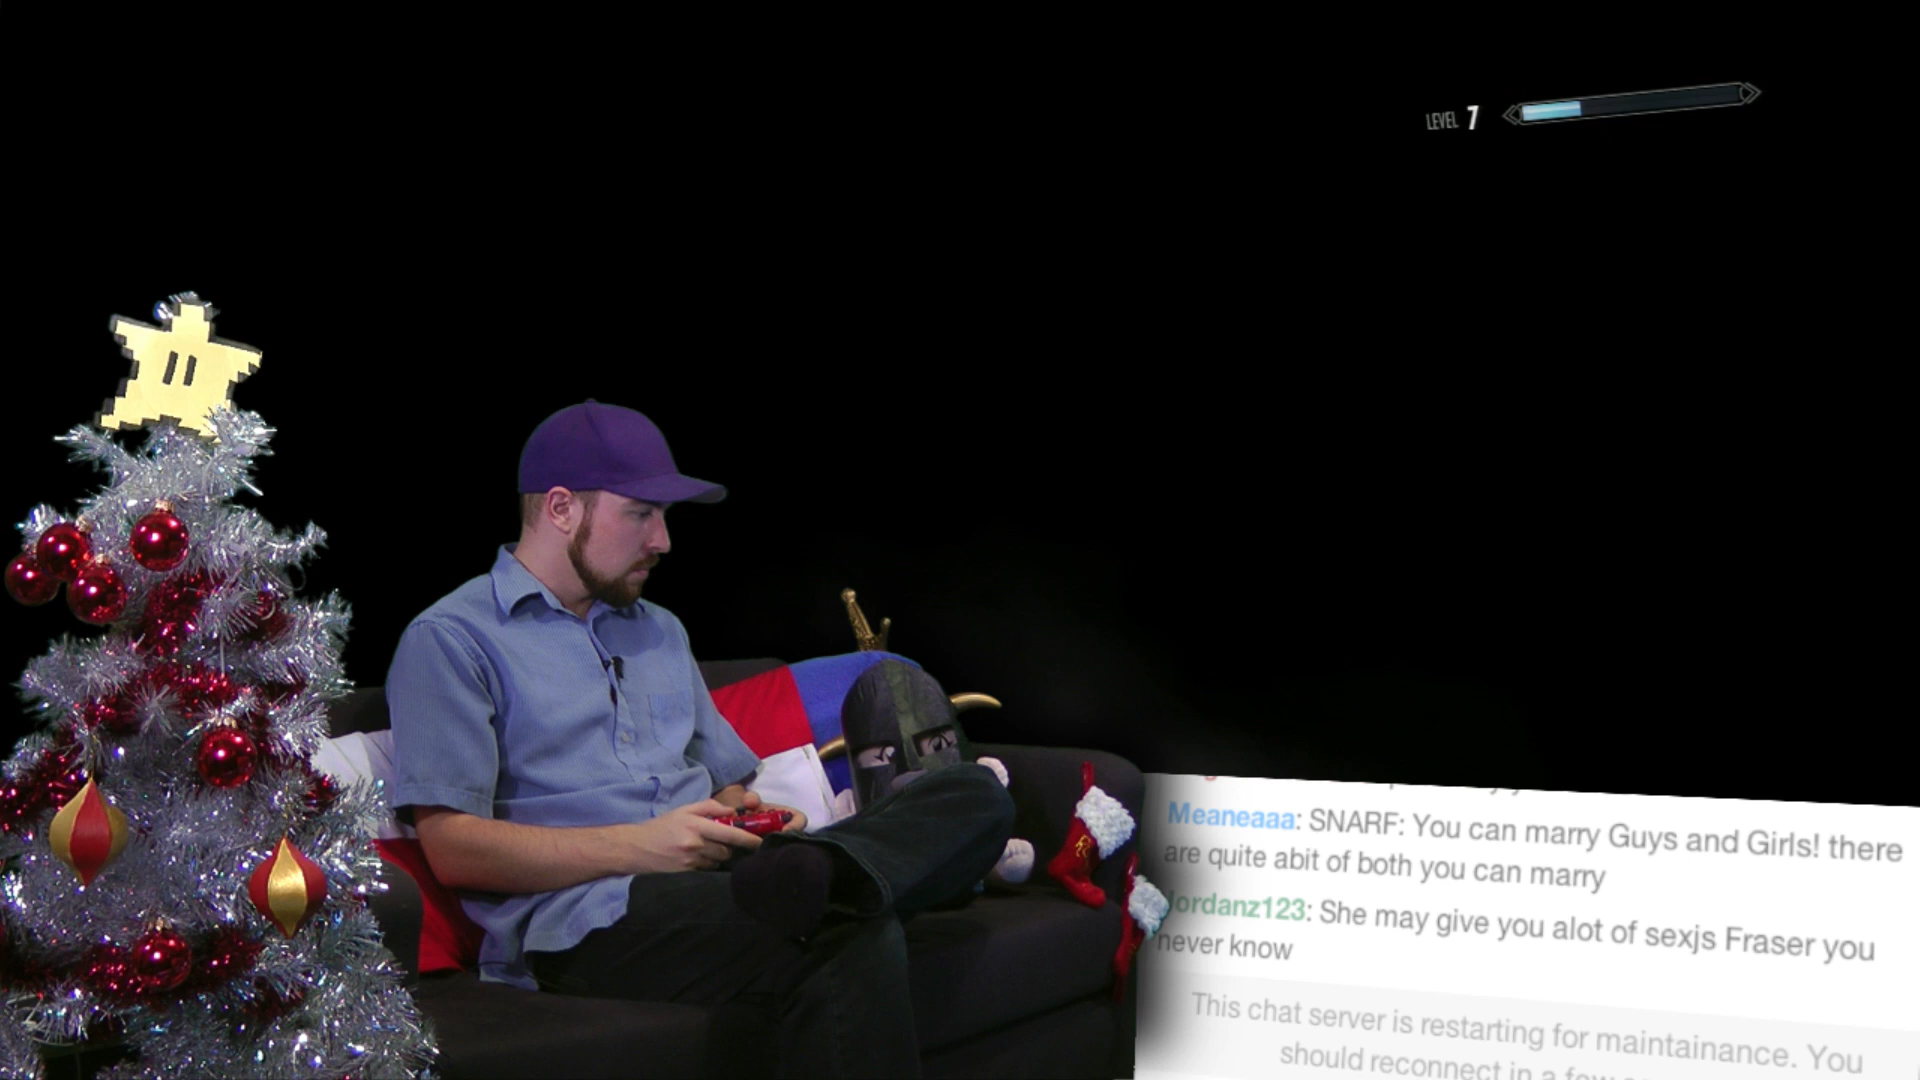 LEVEL 7
Meaneaaa: SNARF: You can marry Guys and Girls! there
are quite abit of both you can marry
Jordanz123: She may give you alot of sexjs Fraser you
never know
This chat server is restarting for maintainance. You
should reconnect in a few